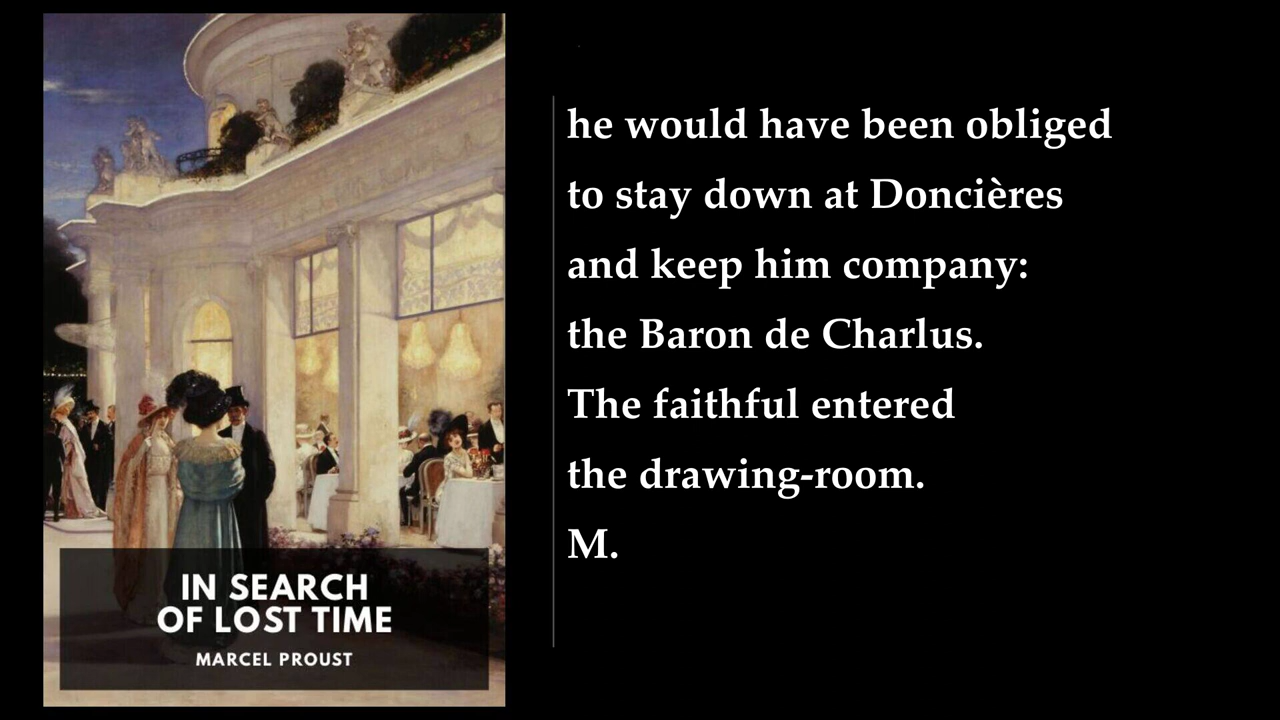 he would have been obliged
to stay down at Doncières
and keep him company:
the Baron de Charlus.
The faithful entered
the drawing-room.
M.
IN SEARCH
OF LOST TIME
MARCEL PROUST